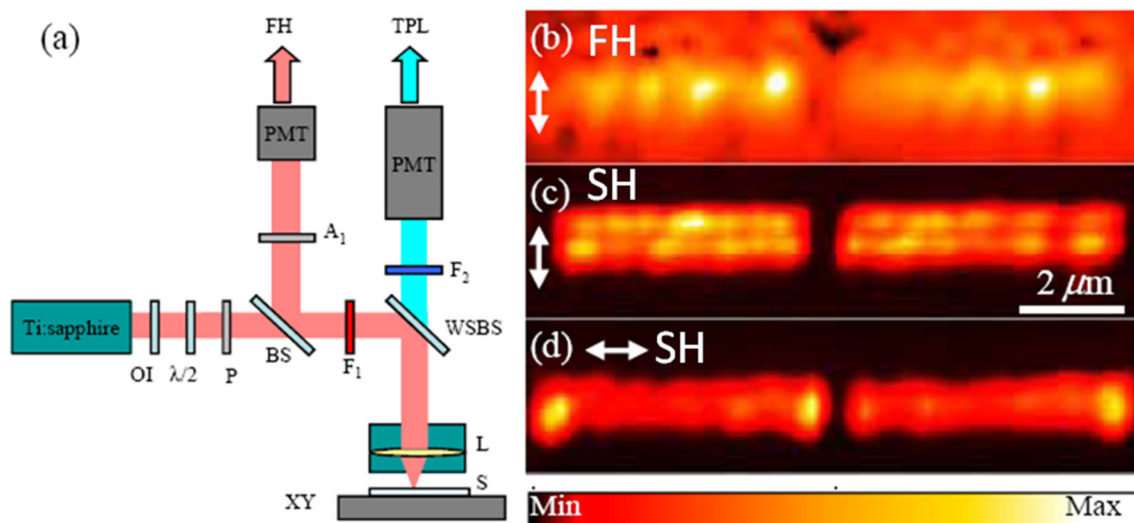 (a)
FH
TPL
PMT
PMT
A₁
F₂
WSBS
Ti:sapphire
OI
λ/2
P
BS
F₁
L
S
XY
(b)
FH
(c)
SH
2 μm
(d)
SH
Min
Max